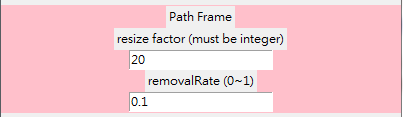 Path Frame
resize factor (must be integer)
20
removalRate (0~1)
0.1